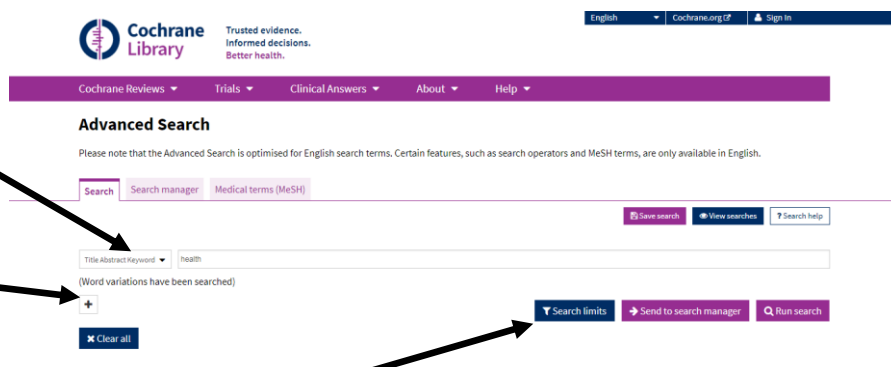 English Cochrane.org Sign In
Cochrane Library
Trusted evidence.
Informed decisions.
Better health.
Cochrane Reviews Trials Clinical Answers About Help
Advanced Search
Please note that the Advanced Search is optimised for English search terms. Certain features, such as search operators and MeSH terms, are only available in English.
Search Search manager Medical terms (MeSH)
Save search View searches ? Search help
Title Abstract Keyword health
(Word variations have been searched)
+
Search limits Send to search manager Run search
Clear all